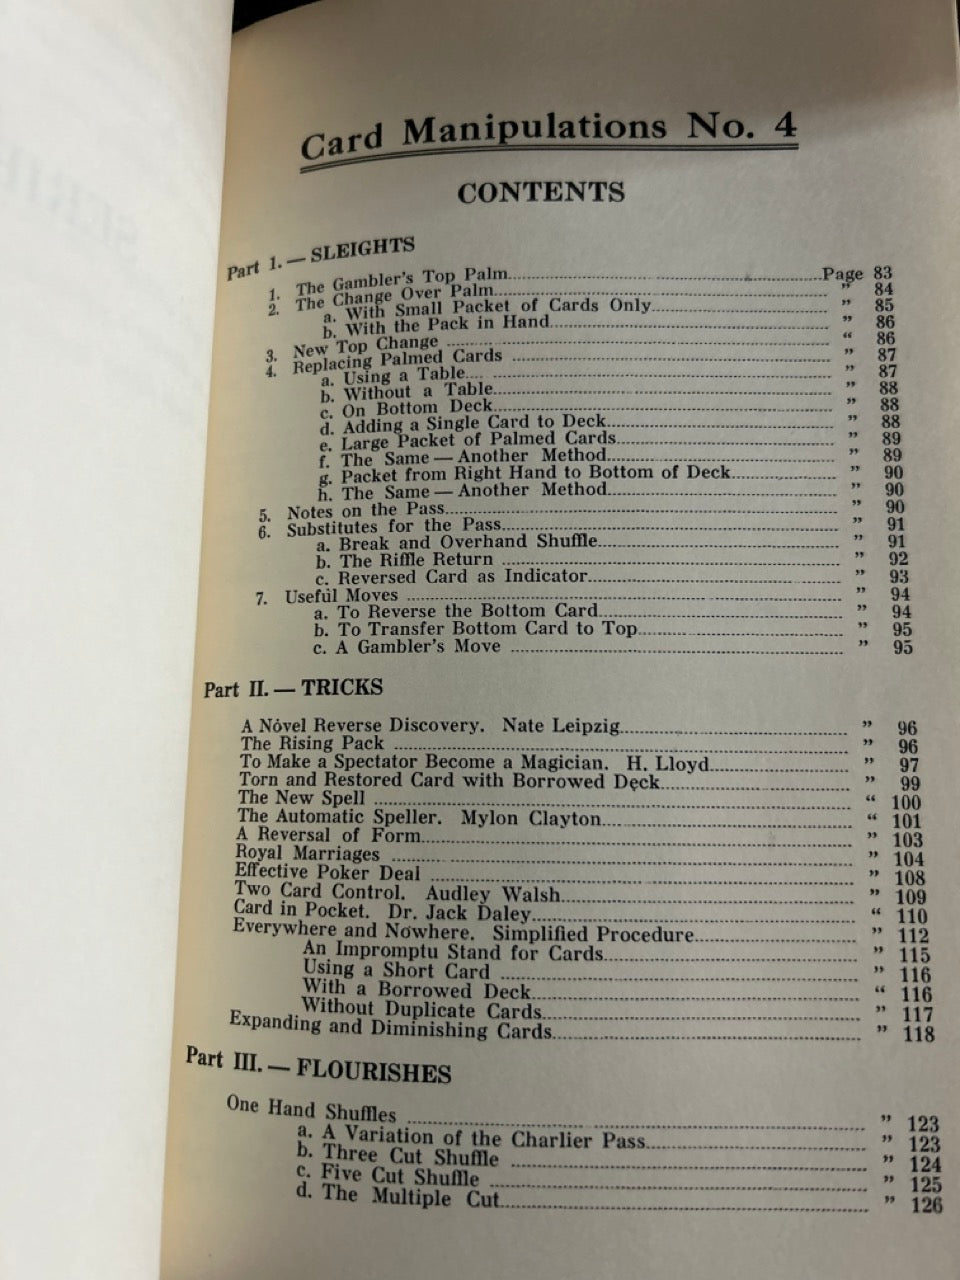 Card Manipulations No. 4
CONTENTS
Part 1. — SLEIGHTS
1. The Gambler's Top Palm..........Page 83
2. The Change Over Palm.......... ” 84
a. With Small Packet of Cards Only.......... ” 85
b. With the Pack in Hand.......... ” 86
3. New Top Change .......... “ 86
4. Replacing Palmed Cards .......... ” 87
a. Using a Table.......... ” 87
b. Without a Table.......... ” 88
c. On Bottom Deck.......... ” 88
d. Adding a Single Card to Deck.......... ” 88
e. Large Packet of Palmed Cards.......... ” 89
f. The Same — Another Method.......... ” 89
g. Packet from Right Hand to Bottom of Deck.......... ” 90
h. The Same — Another Method.......... ” 90
5. Notes on the Pass.......... ” 90
6. Substitutes for the Pass.......... ” 91
a. Break and Overhand Shuffle.......... ” 91
b. The Riffle Return .......... ” 92
c. Reversed Card as Indicator.......... ” 93
7. Useful Moves .......... ” 94
a. To Reverse the Bottom Card.......... ” 94
b. To Transfer Bottom Card to Top.......... ” 95
c. A Gambler's Move .......... ” 95
Part II. — TRICKS
A Novel Reverse Discovery. Nate Leipzig.......... ” 96
The Rising Pack .......... ” 96
To Make a Spectator Become a Magician. H. Lloyd.......... ” 97
Torn and Restored Card with Borrowed Deck.......... ” 99
The New Spell .......... “ 100
The Automatic Speller. Mylon Clayton.......... “ 101
A Reversal of Form.......... ” 103
Royal Marriages .......... ” 104
Effective Poker Deal .......... ” 108
Two Card Control. Audley Walsh.......... ” 109
Card in Pocket. Dr. Jack Daley.......... “ 110
Everywhere and Nowhere. Simplified Procedure.......... ” 112
An Impromptu Stand for Cards.......... ” 115
Using a Short Card .......... ” 116
With a Borrowed Deck.......... “ 116
Without Duplicate Cards.......... ” 117
Expanding and Diminishing Cards.......... ” 118
Part III. — FLOURISHES
One Hand Shuffles .......... ” 123
a. A Variation of the Charlier Pass.......... ” 123
b. Three Cut Shuffle .......... ” 124
c. Five Cut Shuffle .......... ” 125
d. The Multiple Cut.......... ” 126